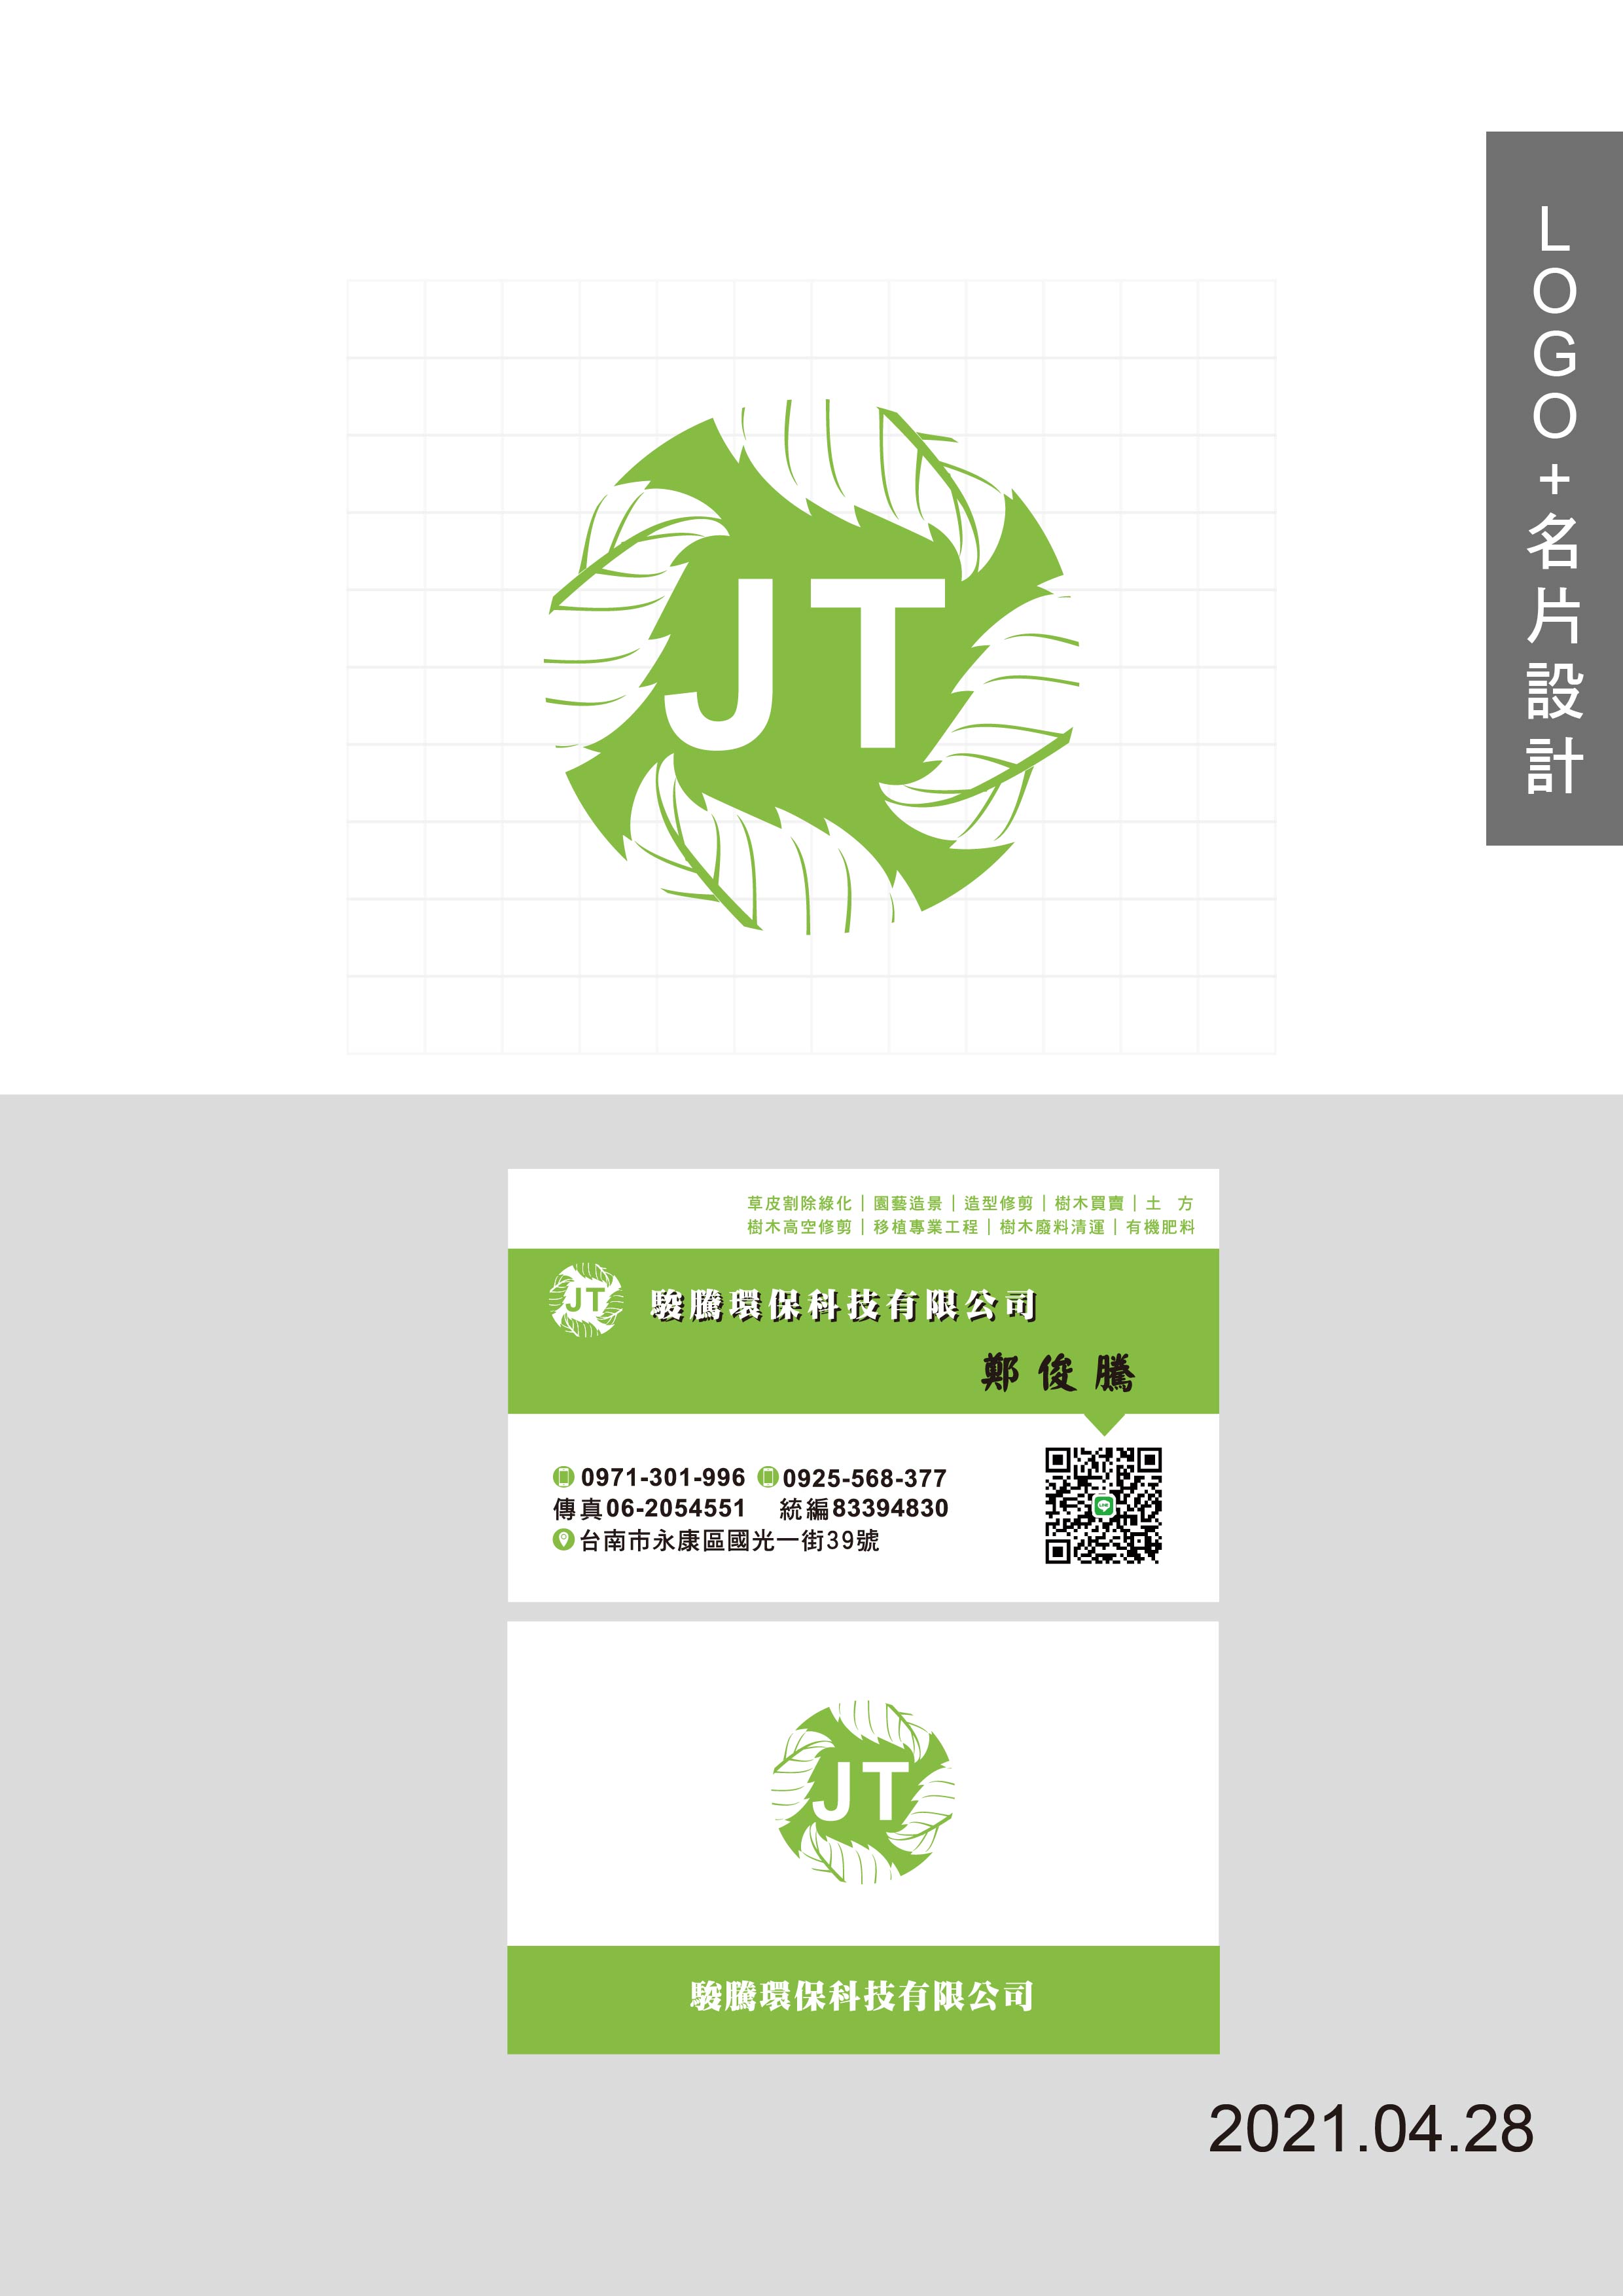 LOGO+名片設計
JT
草皮割除綠化｜園藝造景｜造型修剪｜樹木買賣｜土　方
樹木高空修剪｜移植專業工程｜樹木廢料清運｜有機肥料
JT 駿騰環保科技有限公司
鄭俊騰
0971-301-996 0925-568-377
傳真06-2054551 統編83394830
台南市永康區國光一街39號
JT
駿騰環保科技有限公司
2021.04.28